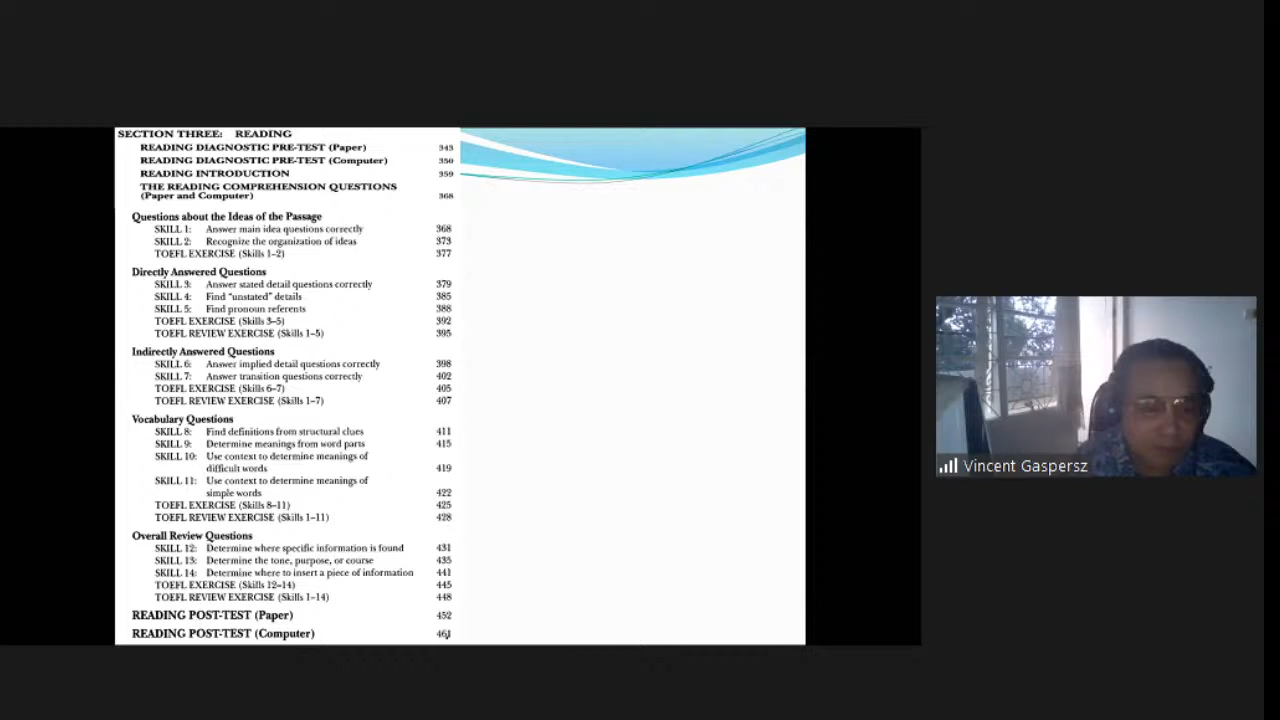 SECTION THREE: READING
READING DIAGNOSTIC PRE-TEST (Paper) 343
READING DIAGNOSTIC PRE-TEST (Computer) 350
READING INTRODUCTION 359
THE READING COMPREHENSION QUESTIONS
(Paper and Computer) 368
Questions about the Ideas of the Passage
SKILL 1: Answer main idea questions correctly 368
SKILL 2: Recognize the organization of ideas 373
TOEFL EXERCISE (Skills 1–2) 377
Directly Answered Questions
SKILL 3: Answer stated detail questions correctly 379
SKILL 4: Find "unstated" details 385
SKILL 5: Find pronoun referents 388
TOEFL EXERCISE (Skills 3–5) 392
TOEFL REVIEW EXERCISE (Skills 1–5) 395
Indirectly Answered Questions
SKILL 6: Answer implied detail questions correctly 398
SKILL 7: Answer transition questions correctly 402
TOEFL EXERCISE (Skills 6–7) 405
TOEFL REVIEW EXERCISE (Skills 1–7) 407
Vocabulary Questions
SKILL 8: Find definitions from structural clues 411
SKILL 9: Determine meanings from word parts 415
SKILL 10: Use context to determine meanings of
difficult words 419
SKILL 11: Use context to determine meanings of
simple words 422
TOEFL EXERCISE (Skills 8–11) 425
TOEFL REVIEW EXERCISE (Skills 1–11) 428
Overall Review Questions
SKILL 12: Determine where specific information is found 431
SKILL 13: Determine the tone, purpose, or course 435
SKILL 14: Determine where to insert a piece of information 441
TOEFL EXERCISE (Skills 12–14) 445
TOEFL REVIEW EXERCISE (Skills 1–14) 448
READING POST-TEST (Paper) 452
READING POST-TEST (Computer) 461
Vincent Gaspersz